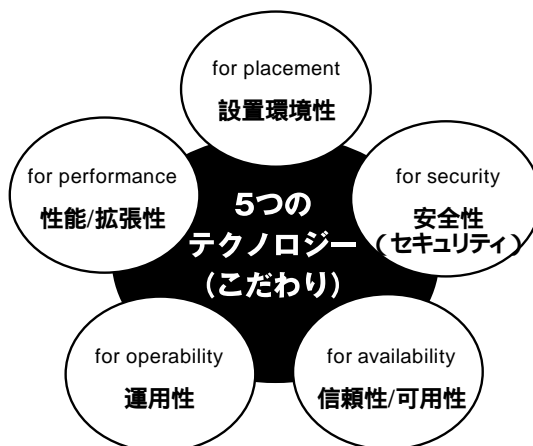 for placement
設置環境性
for performance
性能/拡張性
for security
安全性
(セキュリティ)
5つの
テクノロジー
(こだわり)
for operability
運用性
for availability
信頼性/可用性